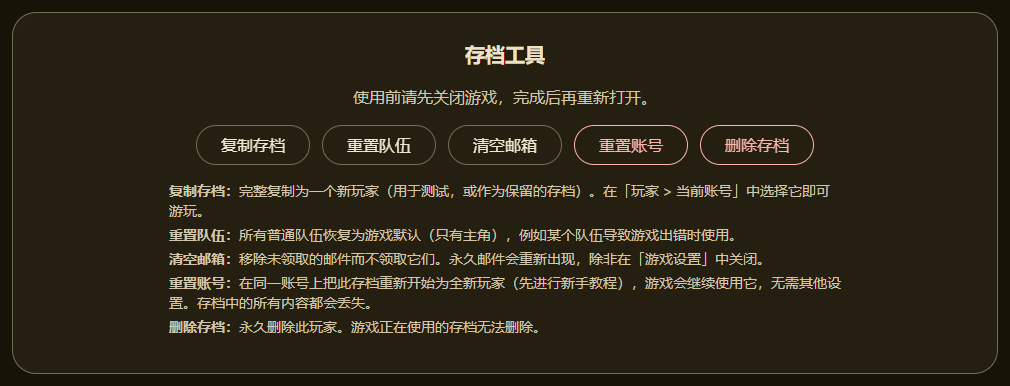 存档工具
使用前请先关闭游戏，完成后再重新打开。
复制存档 重置队伍 清空邮箱 重置账号 删除存档
复制存档：完整复制为一个新玩家（用于测试，或作为保留的存档）。在「玩家 > 当前账号」中选择它即可
游玩。
重置队伍：所有普通队伍恢复为游戏默认（只有主角），例如某个队伍导致游戏出错时使用。
清空邮箱：移除未领取的邮件而不领取它们。永久邮件会重新出现，除非在「游戏设置」中关闭。
重置账号：在同一账号上把此存档重新开始为全新玩家（先进行新手教程），游戏会继续使用它，无需其他设
置。存档中的所有内容都会丢失。
删除存档：永久删除此玩家。游戏正在使用的存档无法删除。